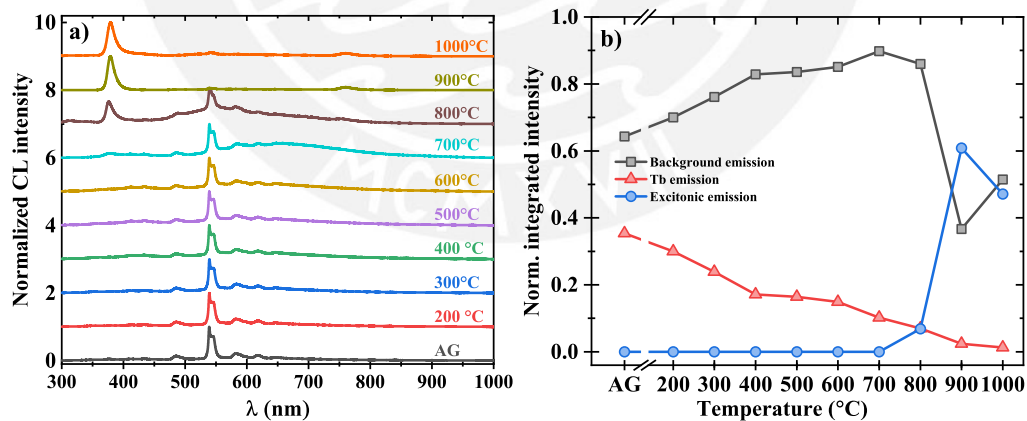 a)
Normalized CL intensity
10
8
6
4
2
0
1000°C
900°C
800°C
700°C
600°C
500°C
400 °C
300°C
200 °C
AG
300 400 500 600 700 800 900 1000
λ (nm)
b)
Norm. integrated intensity
1.0
0.8
0.6
0.4
0.2
0.0
Background emission
Tb emission
Excitonic emission
AG 200 300 400 500 600 700 800 900 1000
Temperature (°C)